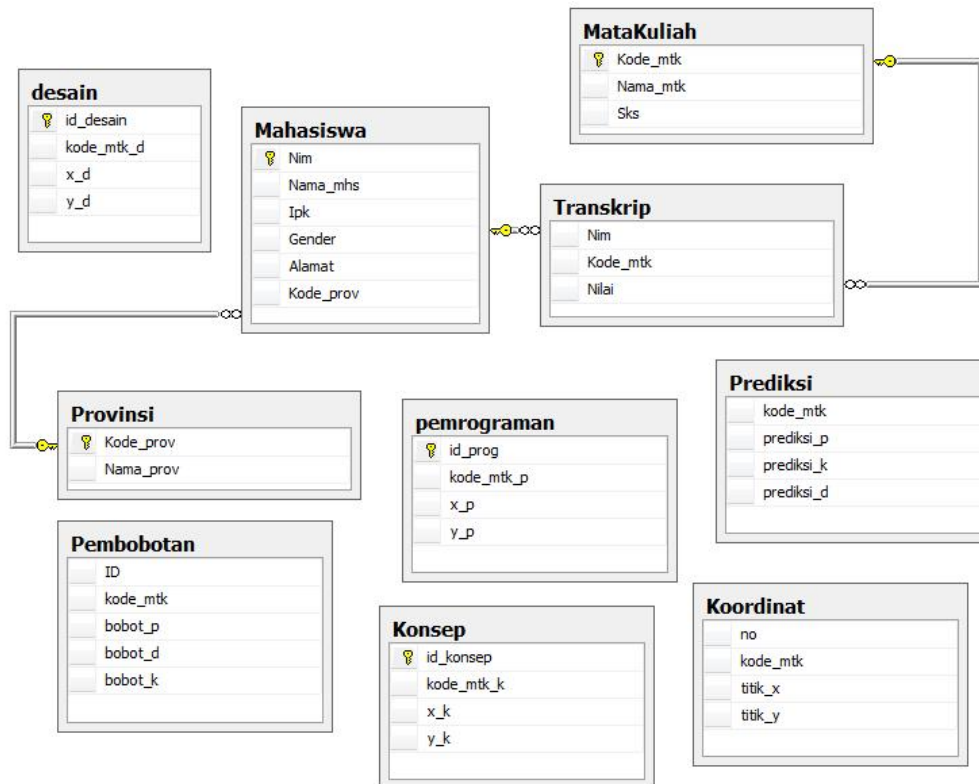 MataKuliah
Kode_mtk
Nama_mtk
Sks
desain
id_desain
kode_mtk_d
x_d
y_d
Mahasiswa
Nim
Nama_mhs
Ipk
Gender
Alamat
Kode_prov
Transkrip
Nim
Kode_mtk
Nilai
Provinsi
Kode_prov
Nama_prov
pemrograman
id_prog
kode_mtk_p
x_p
y_p
Prediksi
kode_mtk
prediksi_p
prediksi_k
prediksi_d
Pembobotan
ID
kode_mtk
bobot_p
bobot_d
bobot_k
Konsep
id_konsep
kode_mtk_k
x_k
y_k
Koordinat
no
kode_mtk
titik_x
titik_y